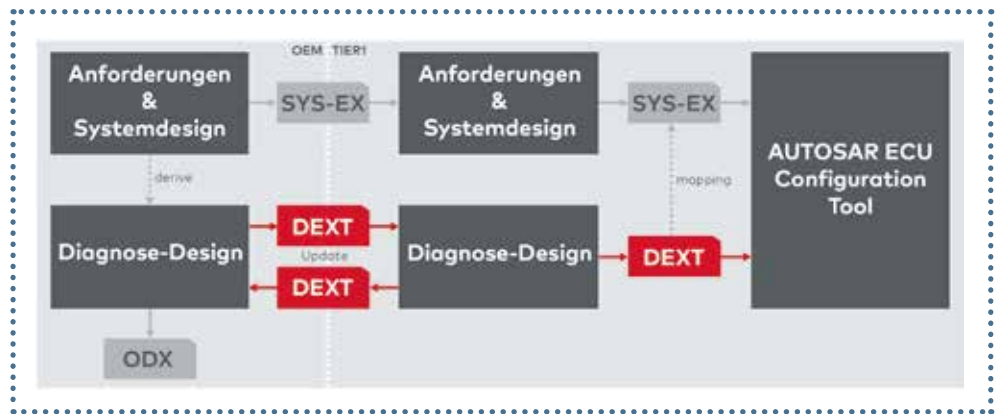 OEM TIER1
Anforderungen
&
Systemdesign
SYS-EX
Anforderungen
&
Systemdesign
SYS-EX
AUTOSAR ECU
Configuration
Tool
derive
mapping
Diagnose-Design
DEXT
Update
DEXT
Diagnose-Design
DEXT
ODX